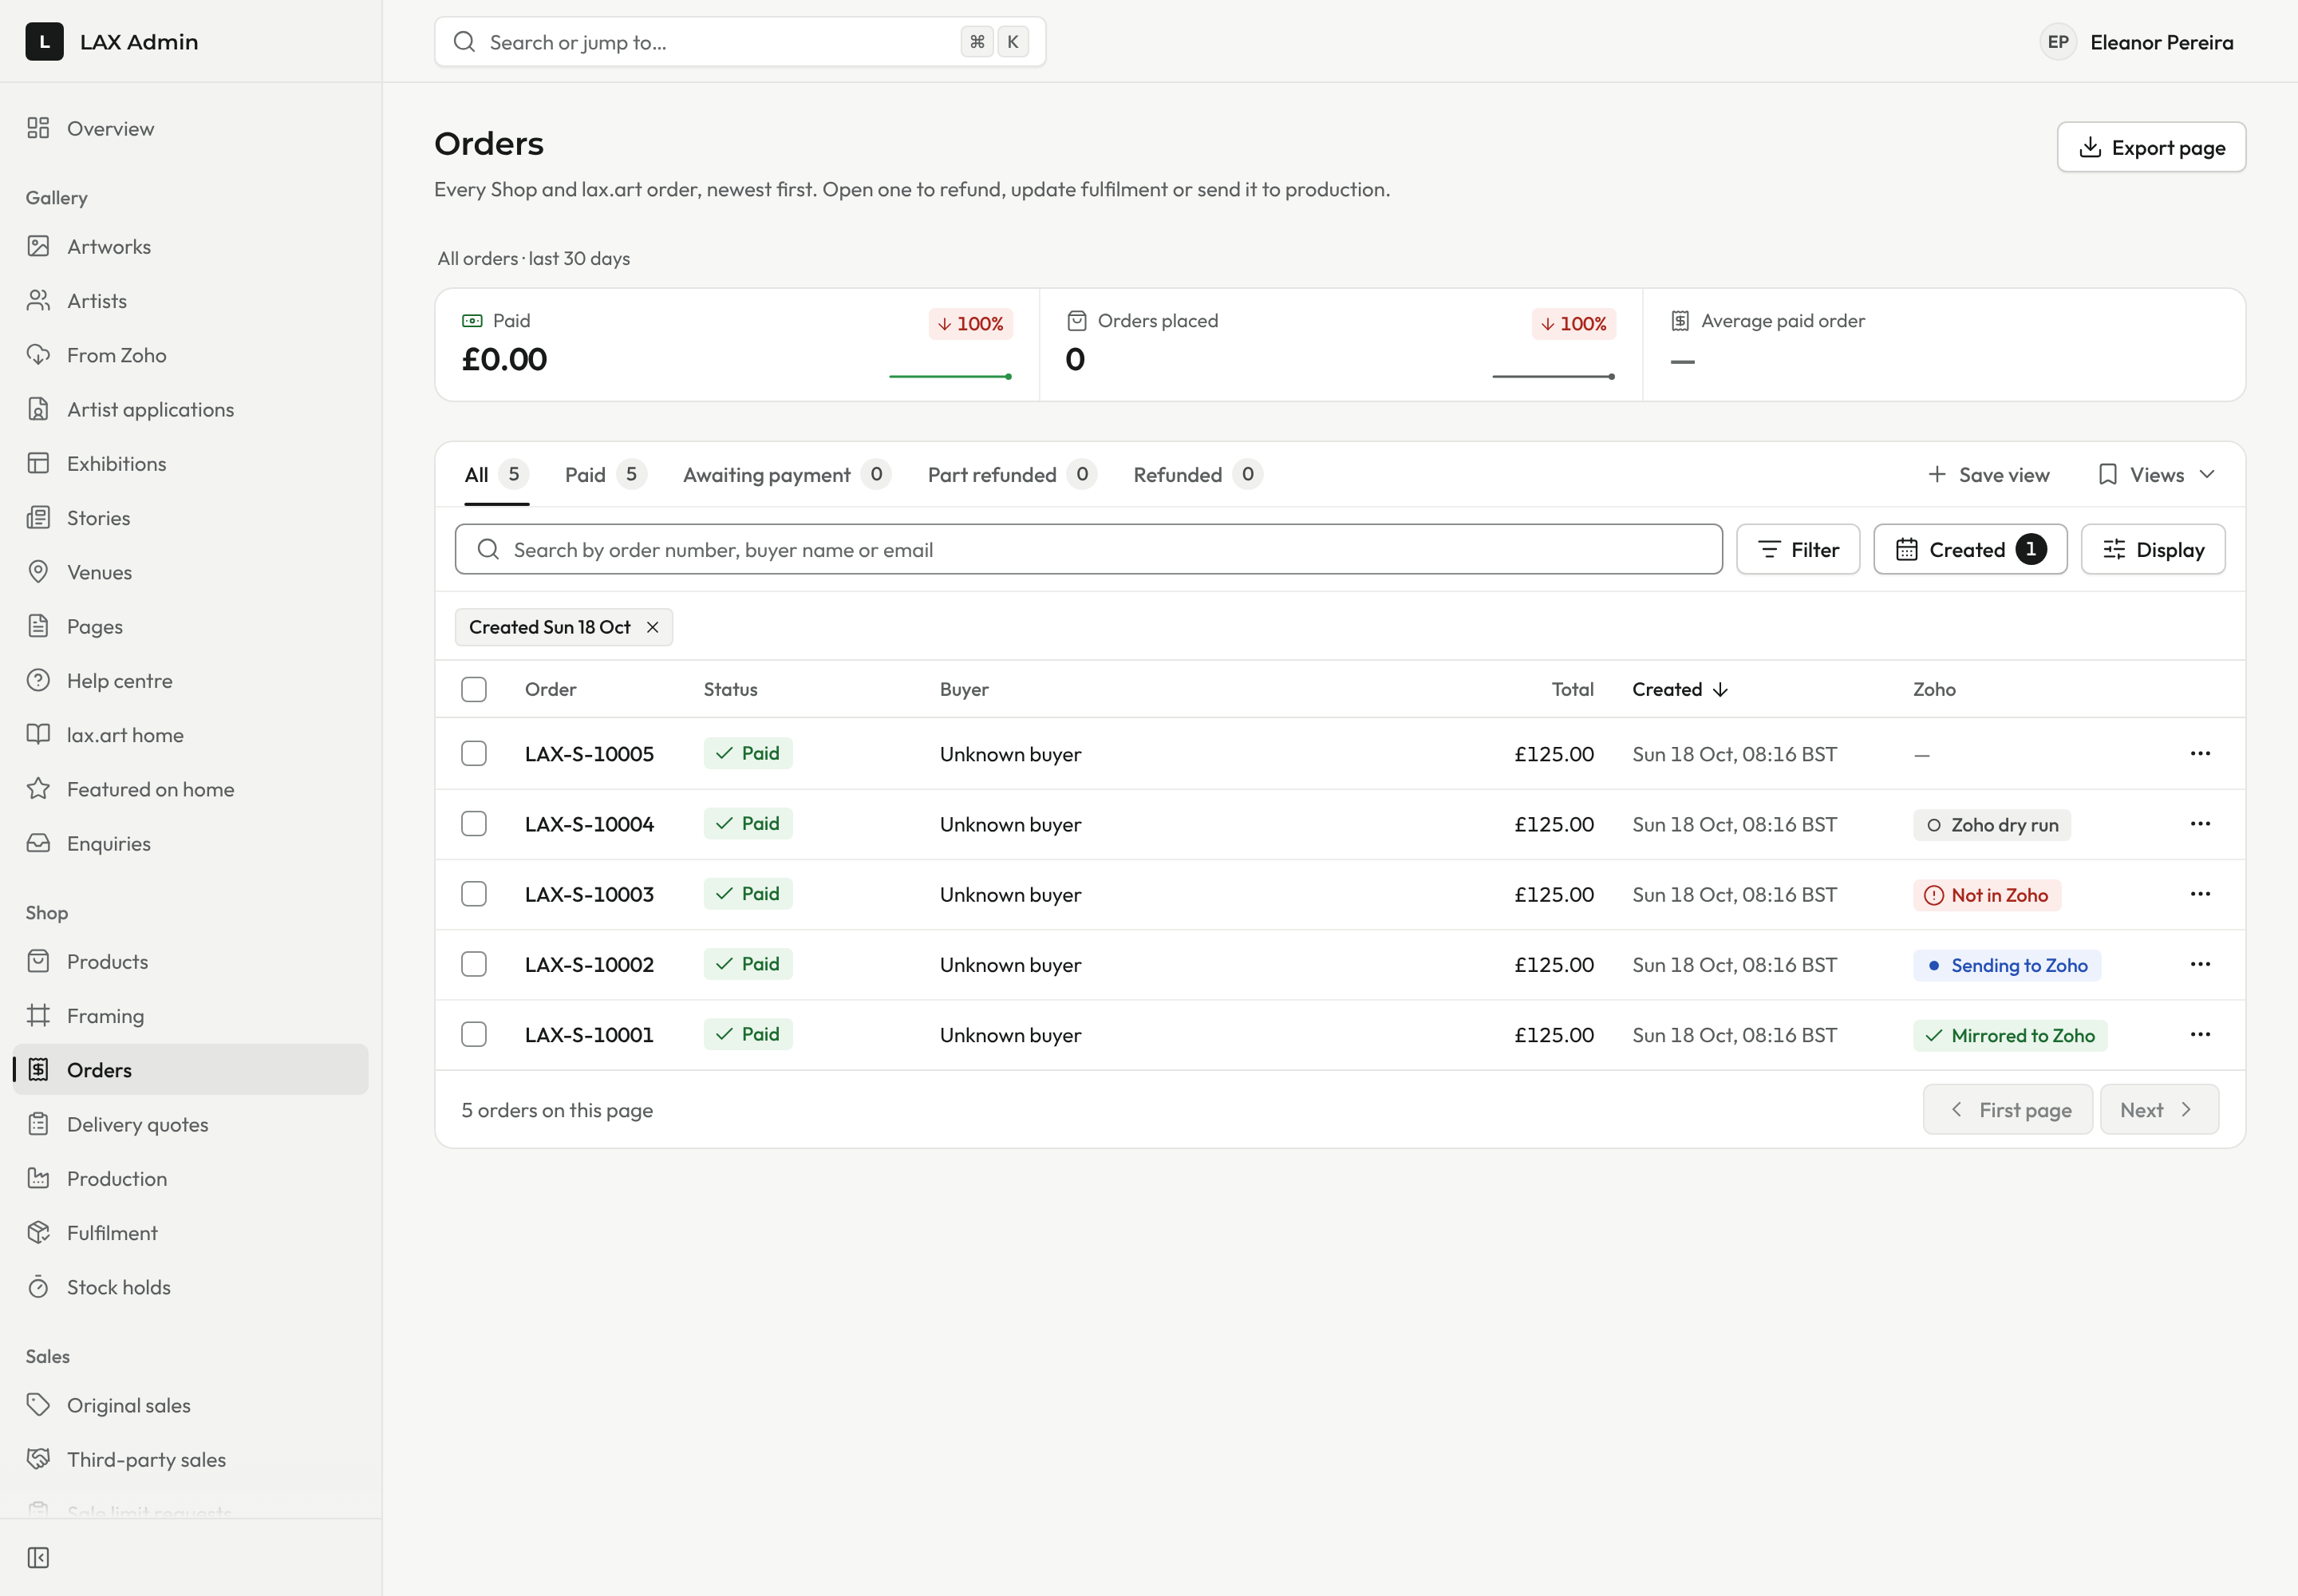 L LAX Admin
Search or jump to... ⌘ K
EP Eleanor Pereira
Overview
Gallery
Artworks
Artists
From Zoho
Artist applications
Exhibitions
Stories
Venues
Pages
Help centre
lax.art home
Featured on home
Enquiries
Shop
Products
Framing
Orders
Delivery quotes
Production
Fulfilment
Stock holds
Sales
Original sales
Third-party sales
Sale limit requests
Orders
Export page
Every Shop and lax.art order, newest first. Open one to refund, update fulfilment or send it to production.
All orders · last 30 days
Paid 100%
£0.00
Orders placed 100%
0
Average paid order
—
All 5 Paid 5 Awaiting payment 0 Part refunded 0 Refunded 0 Save view Views
Search by order number, buyer name or email Filter Created 1 Display
Created Sun 18 Oct
Order Status Buyer Total Created Zoho
LAX-S-10005 Paid Unknown buyer £125.00 Sun 18 Oct, 08:16 BST —
LAX-S-10004 Paid Unknown buyer £125.00 Sun 18 Oct, 08:16 BST Zoho dry run
LAX-S-10003 Paid Unknown buyer £125.00 Sun 18 Oct, 08:16 BST Not in Zoho
LAX-S-10002 Paid Unknown buyer £125.00 Sun 18 Oct, 08:16 BST Sending to Zoho
LAX-S-10001 Paid Unknown buyer £125.00 Sun 18 Oct, 08:16 BST Mirrored to Zoho
5 orders on this page First page Next